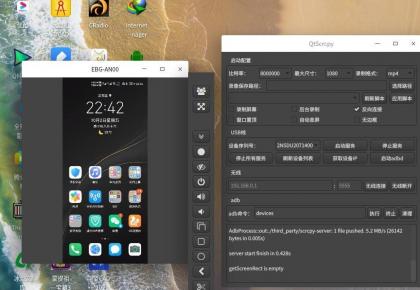 CRadio
Internet
nager
EBG-AN00
22:42
QtScrcpy
启动配置
比特率: 8000000 最大尺寸: 1080 录制格式: mp4
录像保存路径: 选择路径
刷新脚本 应用脚本
录制屏幕 后台录制 反向连接
窗口置顶 自动息屏 无边框
USB线
设备序列号: 2NSDU20T1400 启动服务 停止服务
停止所有服务 刷新设备列表 获取设备IP 启动adbd
无线
192.168.0.1 : 5555 无线连接 无线断开
adb
adb命令: devices 执行 终止 清理
AdbProcess::out:./third_party/scrcpy-server: 1 file pushed. 5.2 MB/s (26142
bytes in 0.005s)
server start finish in 0.428s
getScreenRect is empty